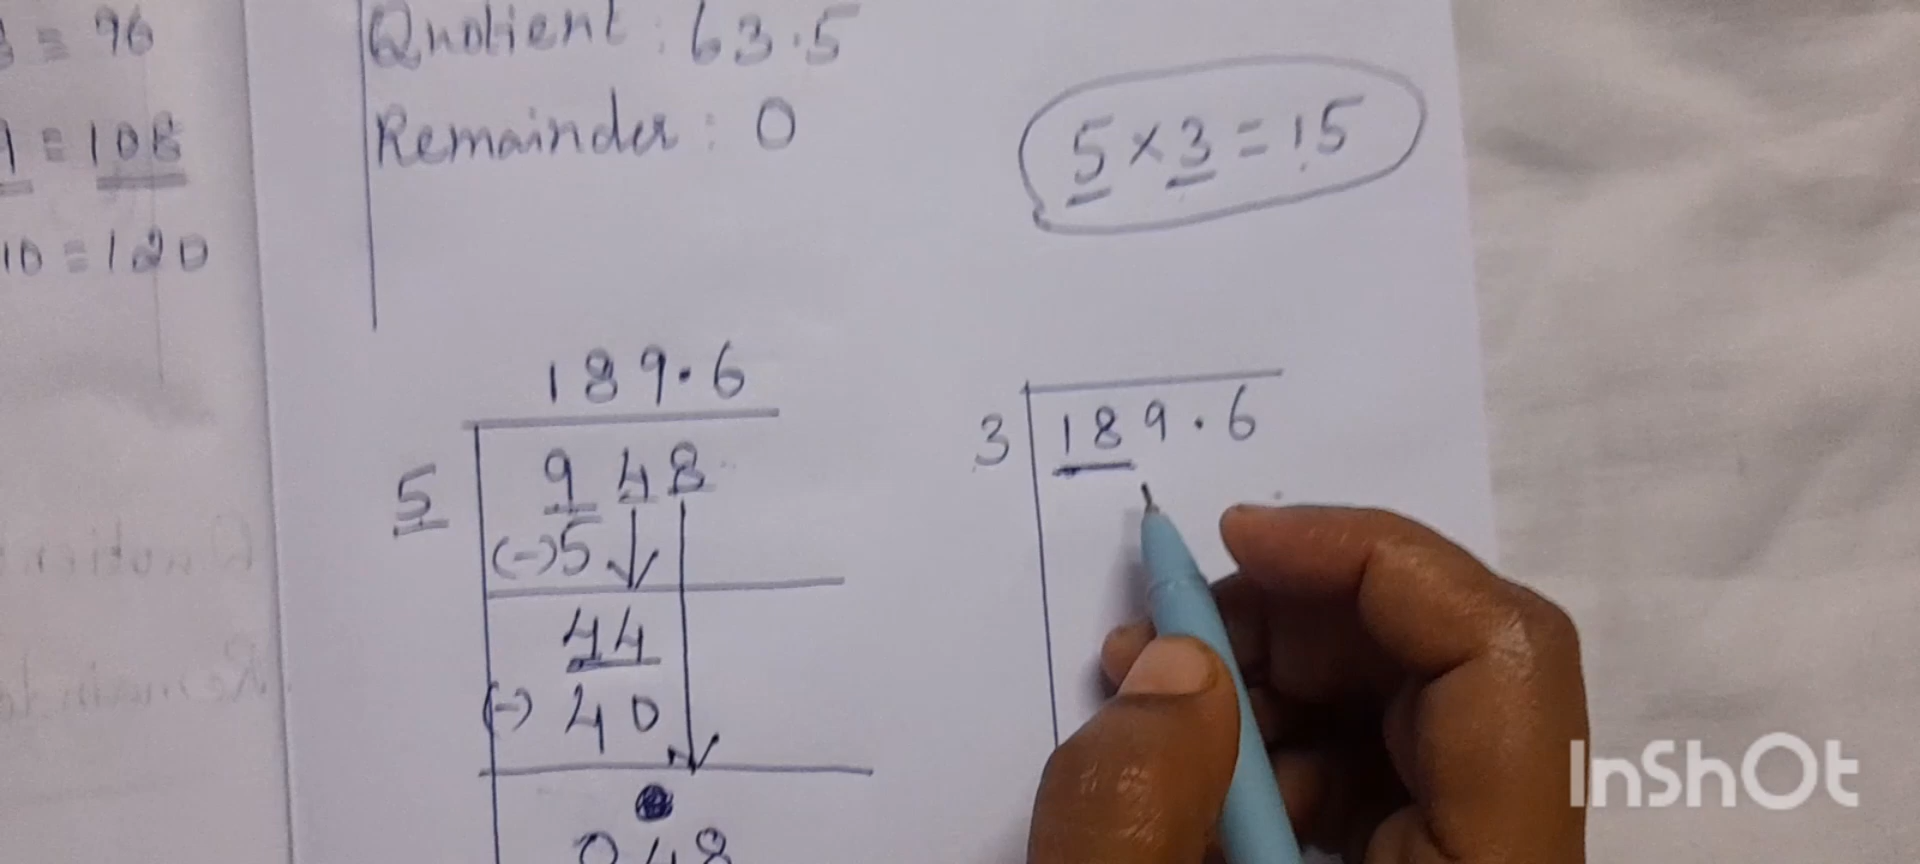 = 96
= 108
10 = 120
Quotient : 63.5
Remainder : 0
5 × 3 = 15
189.6
5 948
(-) 5
44
(-) 40
048
3 189.6
InShOt